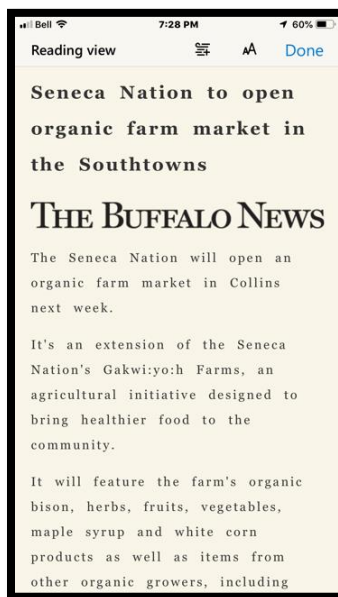 Bell 7:28 PM 60%
Reading view AA Done
Seneca Nation to open
organic farm market in
the Southtowns
THE BUFFALO NEWS
The Seneca Nation will open an
organic farm market in Collins
next week.
It's an extension of the Seneca
Nation's Gakwi:yo:h Farms, an
agricultural initiative designed to
bring healthier food to the
community.
It will feature the farm's organic
bison, herbs, fruits, vegetables,
maple syrup and white corn
products as well as items from
other organic growers, including